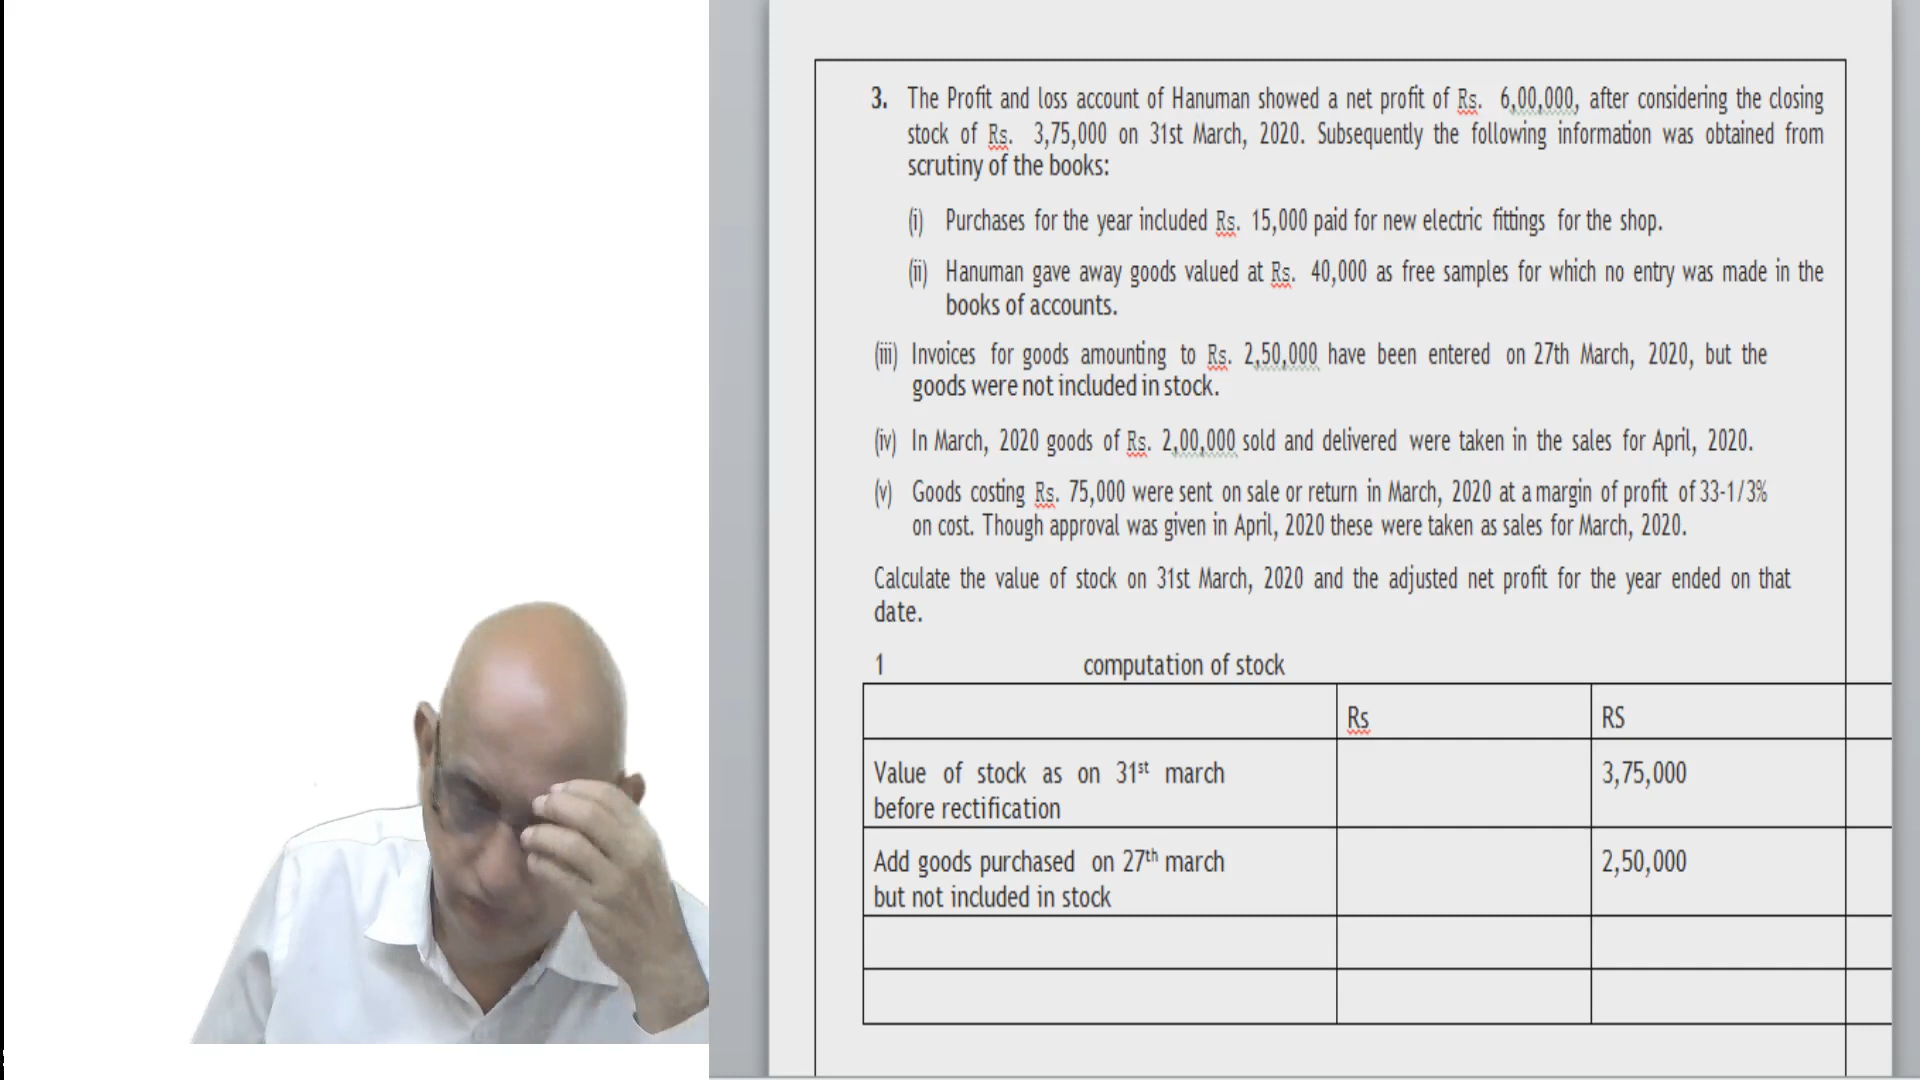 3. The Profit and loss account of Hanuman showed a net profit of Rs. 6,00,000, after considering the closing
stock of Rs. 3,75,000 on 31st March, 2020. Subsequently the following information was obtained from
scrutiny of the books:
(i) Purchases for the year included Rs. 15,000 paid for new electric fittings for the shop.
(ii) Hanuman gave away goods valued at Rs. 40,000 as free samples for which no entry was made in the
books of accounts.
(iii) Invoices for goods amounting to Rs. 2,50,000 have been entered on 27th March, 2020, but the
goods were not included in stock.
(iv) In March, 2020 goods of Rs. 2,00,000 sold and delivered were taken in the sales for April, 2020.
(v) Goods costing Rs. 75,000 were sent on sale or return in March, 2020 at a margin of profit of 33-1/3%
on cost. Though approval was given in April, 2020 these were taken as sales for March, 2020.
Calculate the value of stock on 31st March, 2020 and the adjusted net profit for the year ended on that
date.
1 computation of stock
Rs RS
Value of stock as on 31st march 3,75,000
before rectification
Add goods purchased on 27th march 2,50,000
but not included in stock